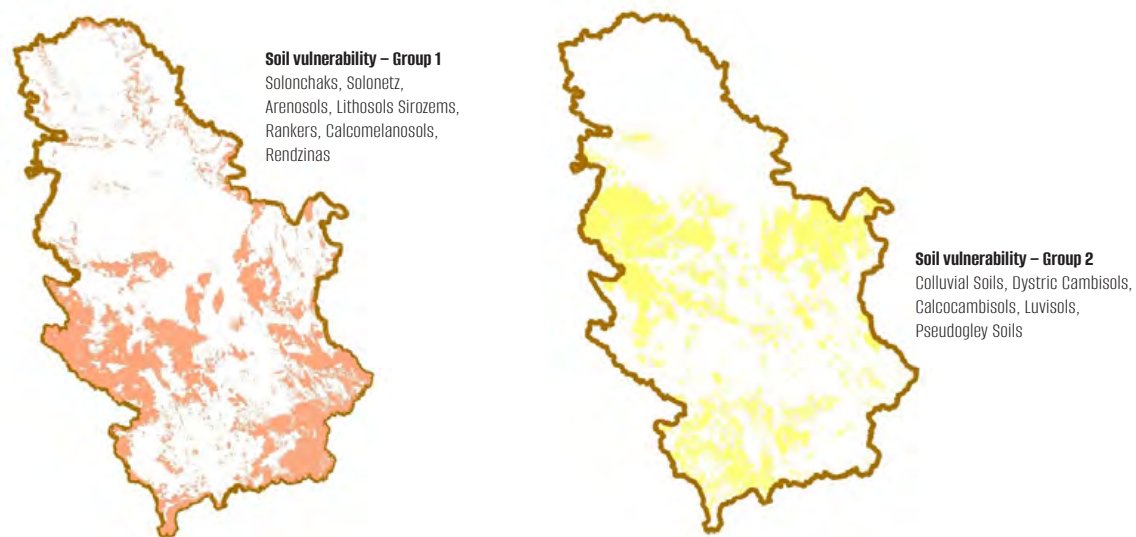 Soil vulnerability – Group 1
Solonchaks, Solonetz,
Arenosols, Lithosols Sirozems,
Rankers, Calcomelanosols,
Rendzinas
Soil vulnerability – Group 2
Colluvial Soils, Dystric Cambisols,
Calcocambisols, Luvisols,
Pseudogley Soils